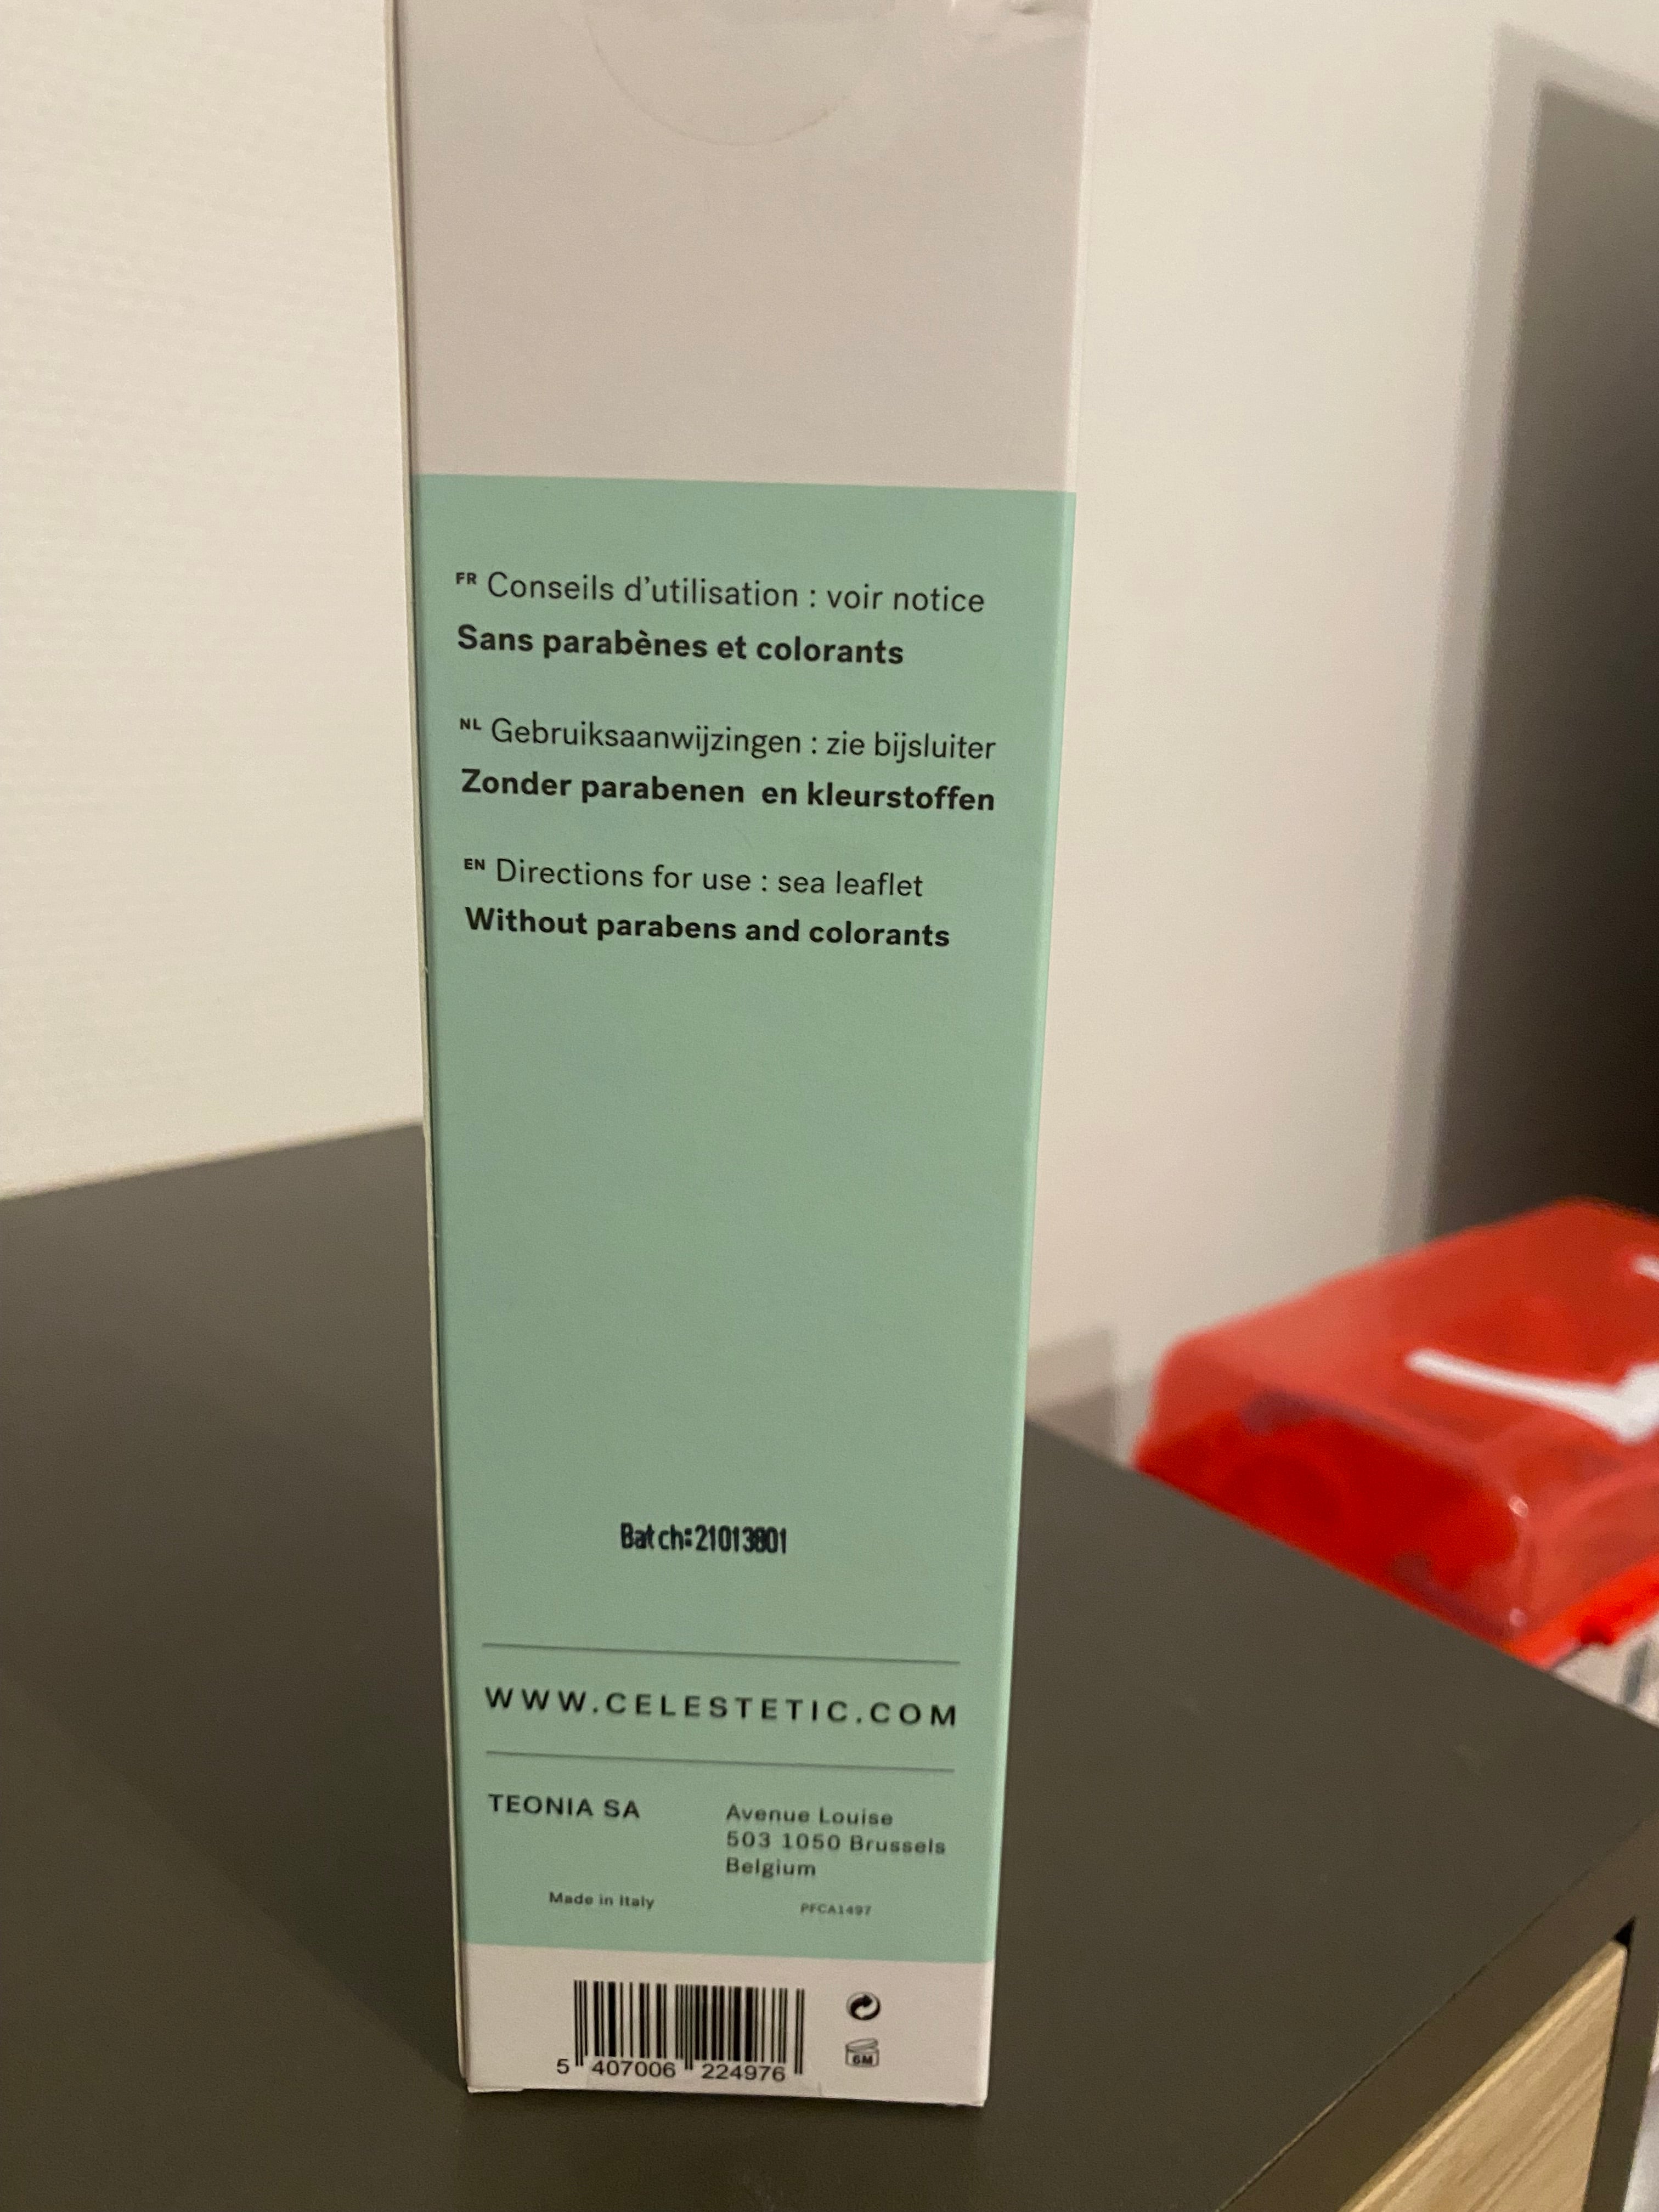 FR Conseils d'utilisation : voir notice
Sans parabènes et colorants
NL Gebruiksaanwijzingen : zie bijsluiter
Zonder parabenen en kleurstoffen
EN Directions for use : sea leaflet
Without parabens and colorants
Batch:21013801
WWW.CELESTETIC.COM
TEONIA SA
Avenue Louise
503 1050 Brussels
Belgium
Made in Italy
PFCA1497
5 407006 224976
6M